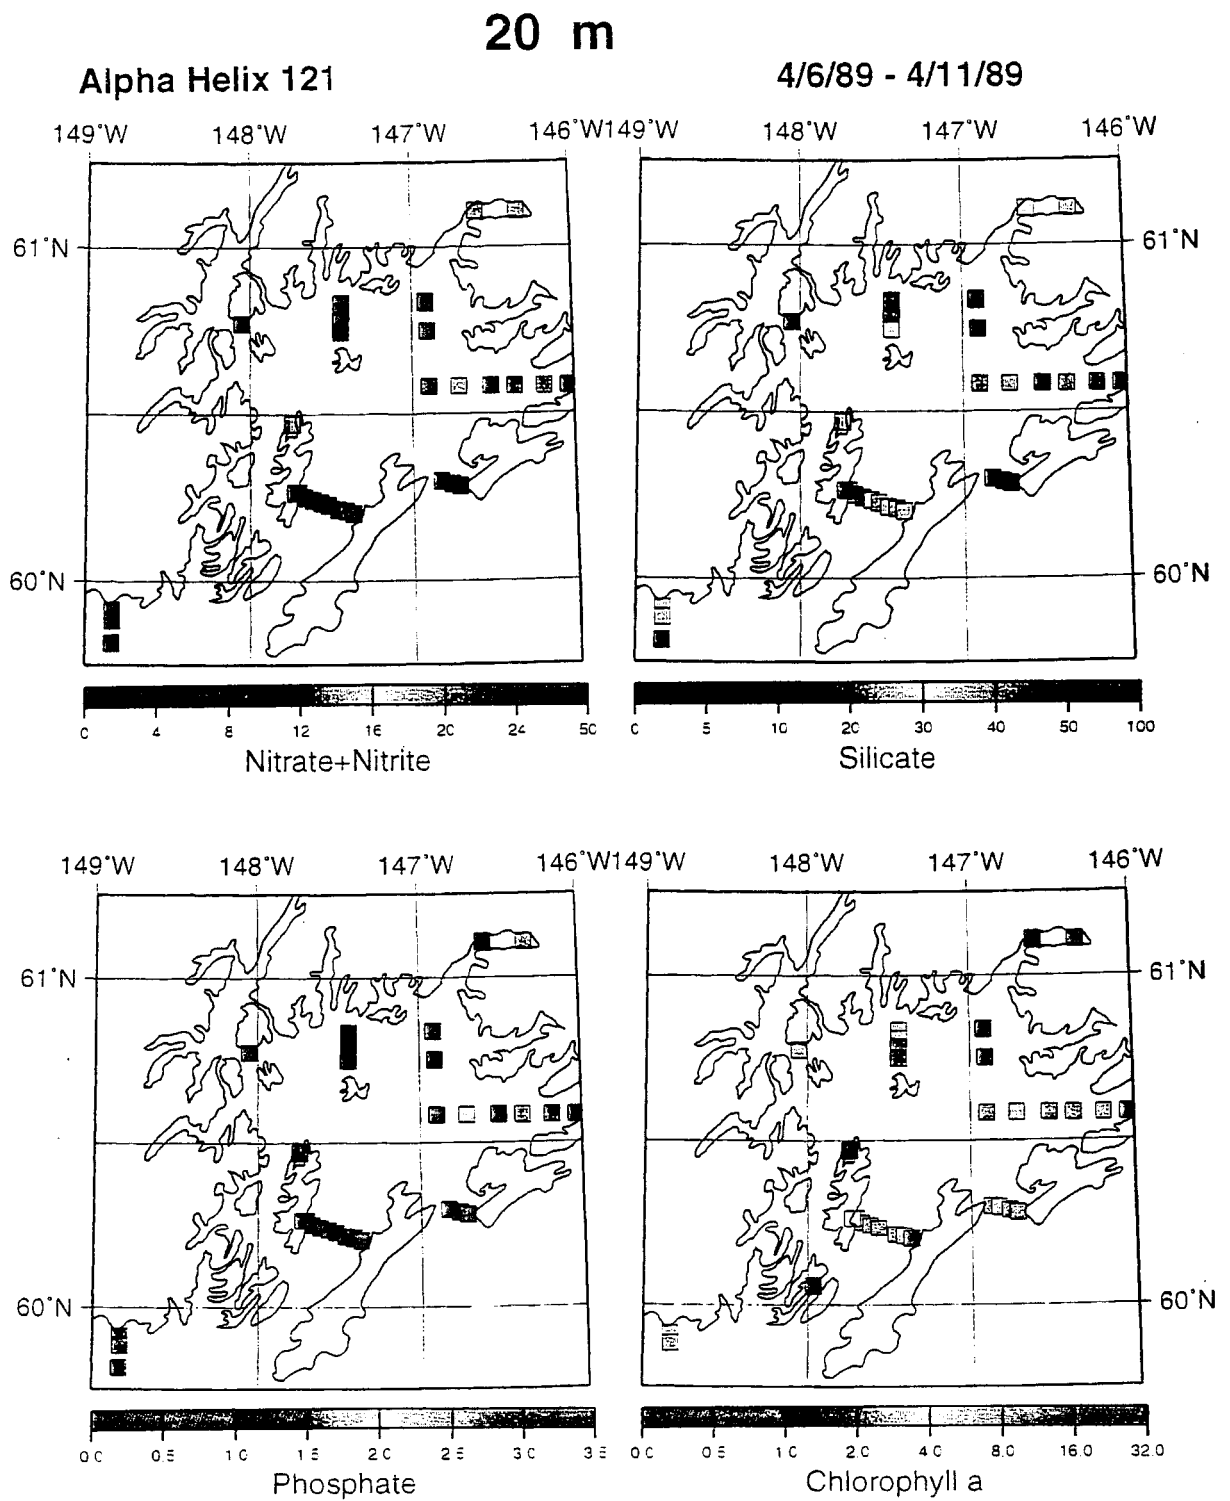 20 m
Alpha Helix 121 4/6/89 - 4/11/89
149°W 148°W 147°W 146°W 149°W 148°W 147°W 146°W
61°N 61°N
60°N 60°N
0 4 8 12 16 20 24 50 0 5 10 20 30 40 50 100
Nitrate+Nitrite Silicate
149°W 148°W 147°W 146°W 149°W 148°W 147°W 146°W
61°N 61°N
60°N 60°N
0.0 0.5 1.0 1.5 2.0 2.5 3.0 3.5 0.0 0.5 1.0 2.0 4.0 8.0 16.0 32.0
Phosphate Chlorophyll a